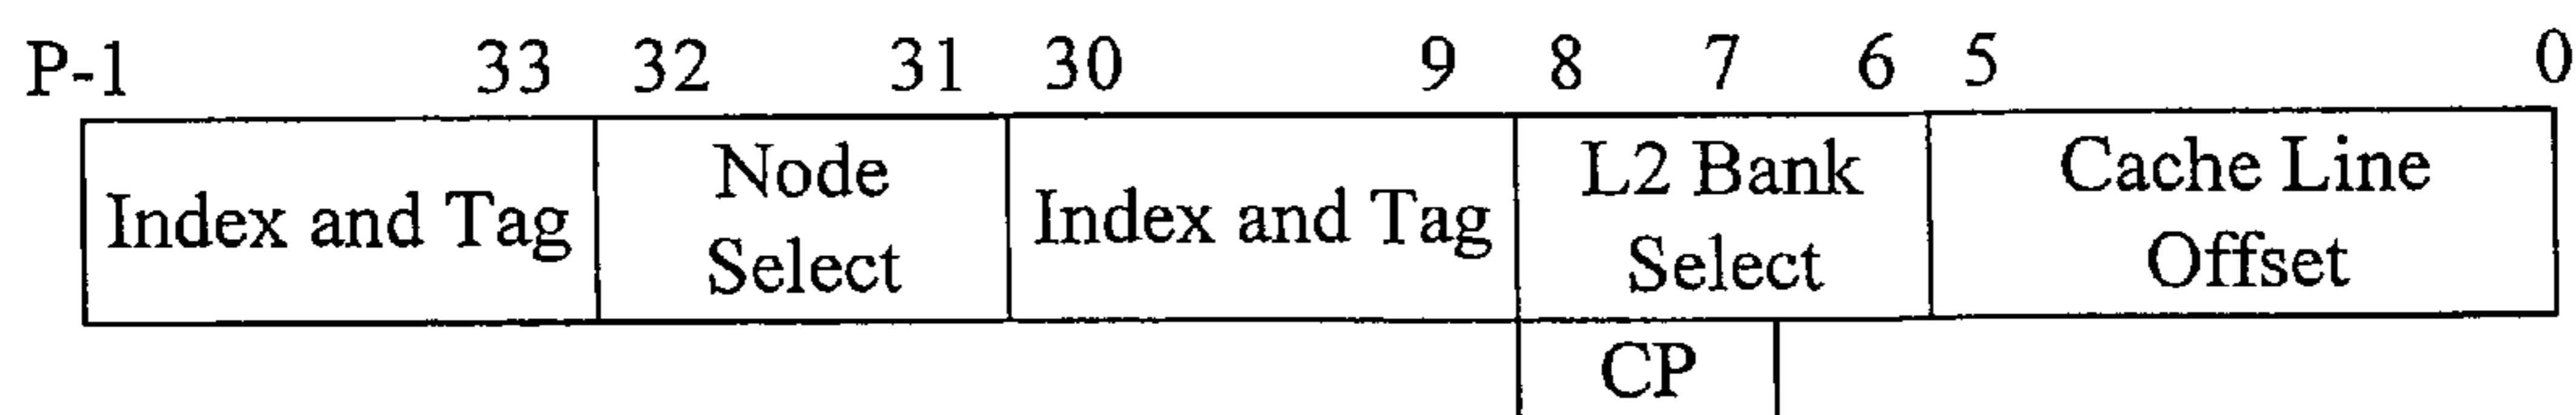 P-1 33 32 31 30 9 8 7 6 5 0
Index and Tag
Node
Select
Index and Tag
L2 Bank
Select
Cache Line
Offset
CP